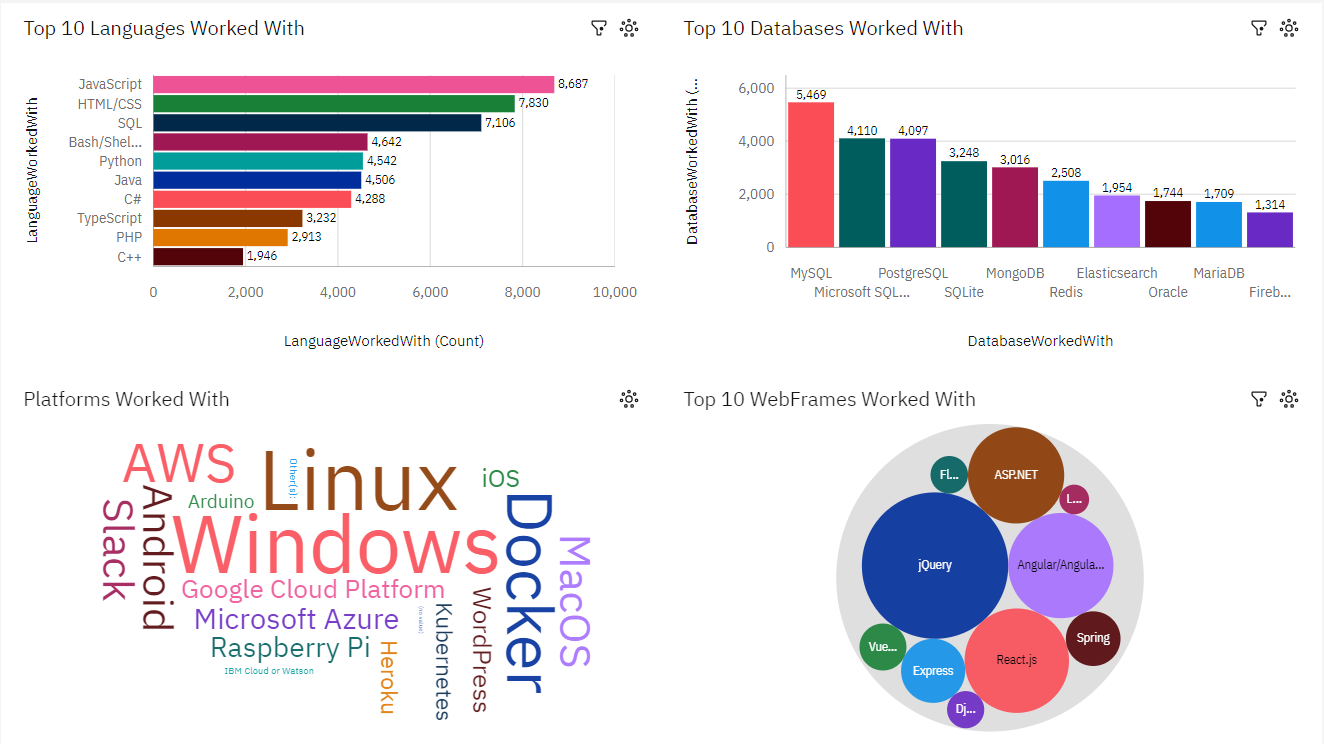 Top 10 Languages Worked With
LanguageWorkedWith
JavaScript 8,687
HTML/CSS 7,830
SQL 7,106
Bash/Shel... 4,642
Python 4,542
Java 4,506
C# 4,288
TypeScript 3,232
PHP 2,913
C++ 1,946
0 2,000 4,000 6,000 8,000 10,000
LanguageWorkedWith (Count)
Top 10 Databases Worked With
DatabaseWorkedWith (...
6,000
4,000
2,000
0
5,469 4,110 4,097 3,248 3,016 2,508 1,954 1,744 1,709 1,314
MySQL PostgreSQL MongoDB Elasticsearch MariaDB
Microsoft SQL... SQLite Redis Oracle Fireb...
DatabaseWorkedWith
Platforms Worked With
AWS
Linux
Other(s):
iOS
Arduino
Slack
Android
Windows
Docker
MacOS
Google Cloud Platform
Microsoft Azure
(no value)
Kubernetes
WordPress
Raspberry Pi
Heroku
IBM Cloud or Watson
Top 10 WebFrames Worked With
Fl...
ASP.NET
L...
jQuery
Angular/Angula...
Vue...
Express
React.js
Spring
Dj...